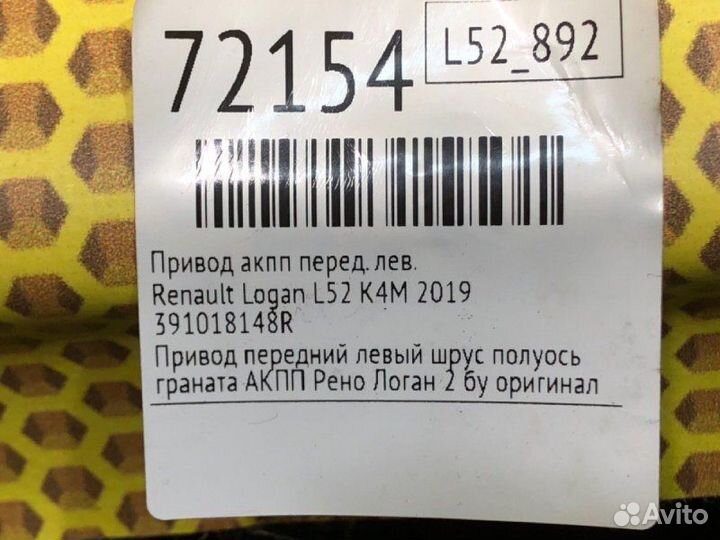 72154
L52_892
Привод акпп перед. лев.
Renault Logan L52 K4M 2019
391018148R
Привод передний левый шрус полуось
граната АКПП Рено Логан 2 бу оригинал
Avito